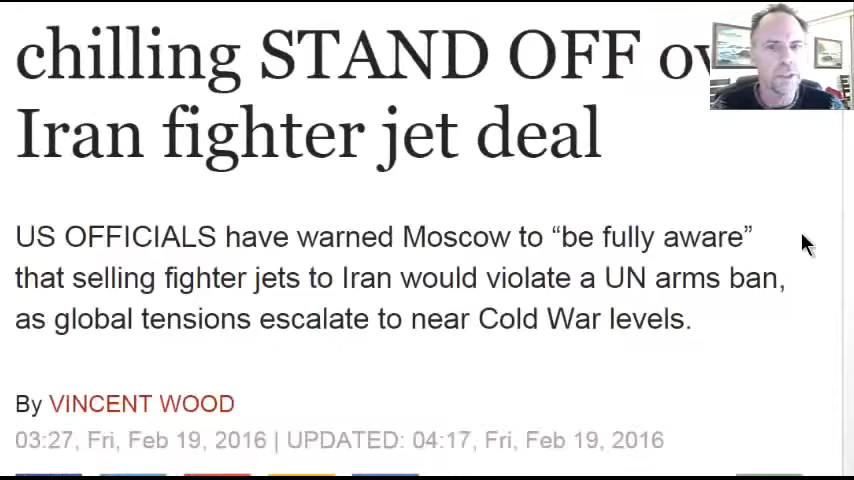 chilling STAND OFF
Iran fighter jet deal
US OFFICIALS have warned Moscow to “be fully aware”
that selling fighter jets to Iran would violate a UN arms ban,
as global tensions escalate to near Cold War levels.
By VINCENT WOOD
03:27, Fri, Feb 19, 2016 | UPDATED: 04:17, Fri, Feb 19, 2016